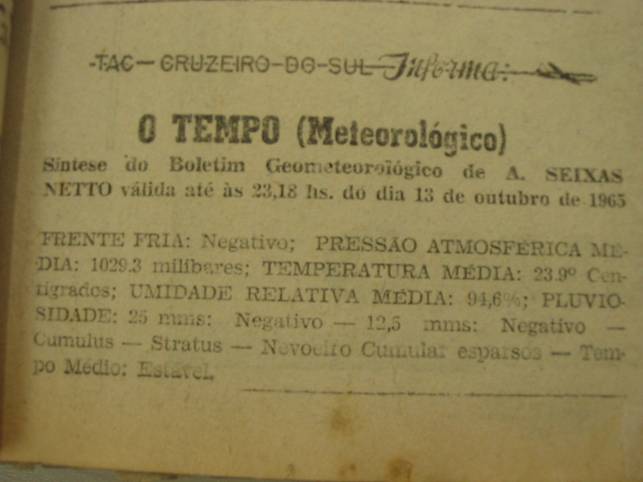 -TAC-CRUZEIRO-DO-SUL-Informa:
O TEMPO (Meteorológico)
Síntese do Boletim Geometeorológico de A. SEIXAS
NETTO válida até às 23,18 hs. do dia 13 de outubro de 1965
FRENTE FRIA: Negativo; PRESSÃO ATMOSFÉRICA MÉ-
DIA: 1029.3 milibares; TEMPERATURA MÉDIA: 23.9º Cen-
tigrados; UMIDADE RELATIVA MÉDIA: 94,6%; PLUVIO-
SIDADE: 25 mms: Negativo — 12,5 mms: Negativo —
Cumulus — Stratus — Nevoeiro Cumular esparsos — Tem-
po Médio: Estavel.